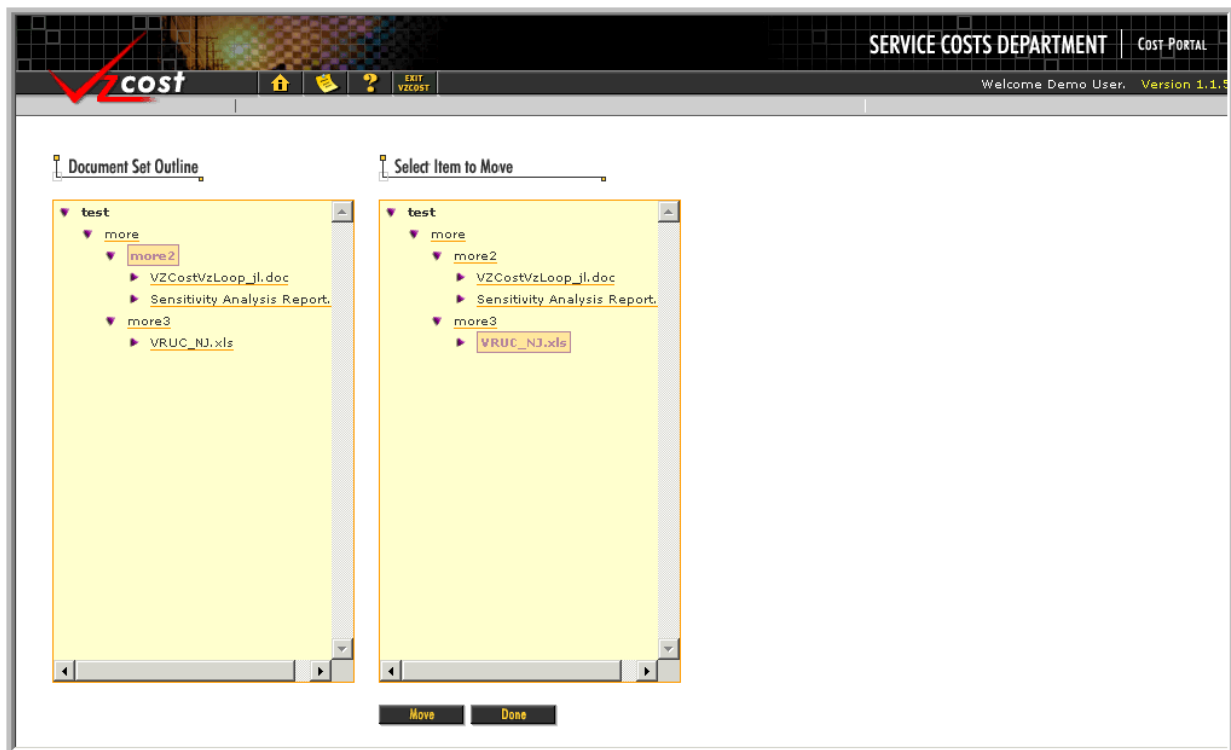 SERVICE COSTS DEPARTMENT | COST PORTAL
VZcost
?
EXIT
VZCOST
Welcome Demo User. Version 1.1.5
Document Set Outline
test
more
more2
VZCostVzLoop_jl.doc
Sensitivity Analysis Report.
more3
VRUC_NJ.xls
Select Item to Move
test
more
more2
VZCostVzLoop_jl.doc
Sensitivity Analysis Report.
more3
VRUC_NJ.xls
Move
Done